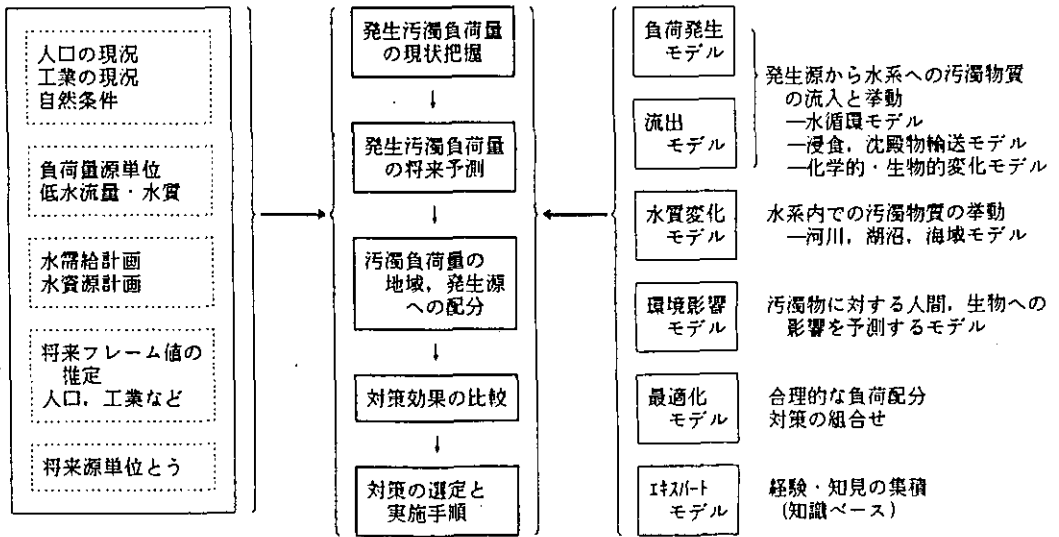 人口の現況
工業の現況
自然条件
負荷量源単位
低水流量・水質
水需給計画
水資源計画
将来フレーム値の
推定
人口，工業など
将来源単位とう
発生汚濁負荷量
の現状把握
↓
発生汚濁負荷量
の将来予測
↓
汚濁負荷量の
地域，発生源
への配分
↓
対策効果の比較
↓
対策の選定と
実施手順
負荷発生
モデル
流出
モデル
発生源から水系への汚濁物質
の流入と挙動
―水循環モデル
―浸食，沈殿物輸送モデル
―化学的・生物的変化モデル
水質変化
モデル
水系内での汚濁物質の挙動
―河川，湖沼，海域モデル
環境影響
モデル
汚濁物に対する人間，生物への
影響を予測するモデル
最適化
モデル
合理的な負荷配分
対策の組合せ
エキスパート
モデル
経験・知見の集積
(知識ベース)